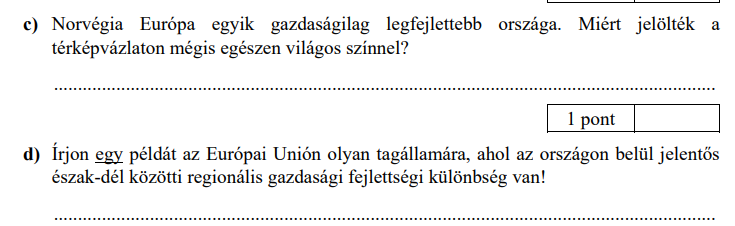 c) Norvégia Európa egyik gazdaságilag legfejlettebb országa. Miért jelölték a
térképvázlaton mégis egészen világos színnel?
1 pont
d) Írjon egy példát az Európai Unión olyan tagállamára, ahol az országon belül jelentős
észak-dél közötti regionális gazdasági fejlettségi különbség van!